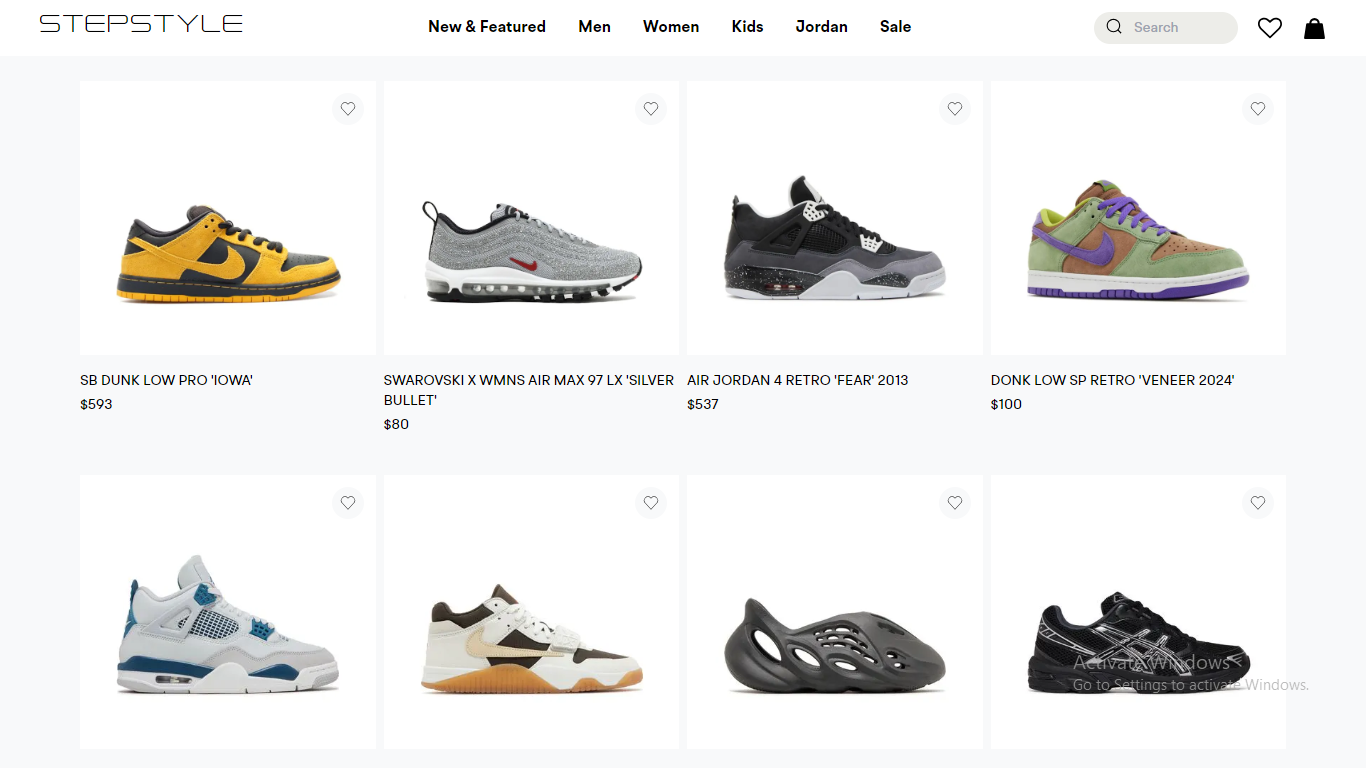 STEPSTYLE
New & Featured
Men
Women
Kids
Jordan
Sale
Search
SB DUNK LOW PRO 'IOWA'
$593
SWAROVSKI X WMNS AIR MAX 97 LX 'SILVER
BULLET'
$80
AIR JORDAN 4 RETRO 'FEAR' 2013
$537
DONK LOW SP RETRO 'VENEER 2024'
$100
Activate Windows
Go to Settings to activate Windows.